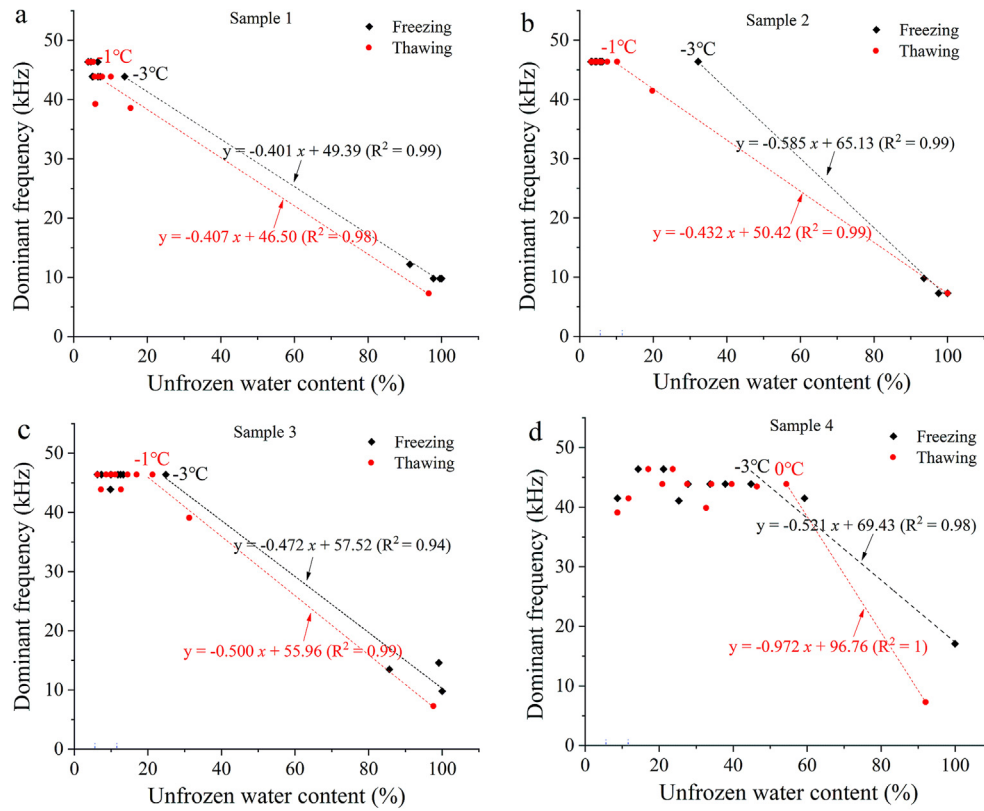 a
Sample 1
Freezing
Thawing
-1℃
-3℃
y = -0.401 x + 49.39 (R² = 0.99)
y = -0.407 x + 46.50 (R² = 0.98)
50
40
30
20
10
0
Dominant frequency (kHz)
0 20 40 60 80 100
Unfrozen water content (%)
b
Sample 2
Freezing
Thawing
-1℃
-3℃
y = -0.585 x + 65.13 (R² = 0.99)
y = -0.432 x + 50.42 (R² = 0.99)
50
40
30
20
10
0
Dominant frequency (kHz)
0 20 40 60 80 100
Unfrozen water content (%)
c
Sample 3
Freezing
Thawing
-1℃
-3℃
y = -0.472 x + 57.52 (R² = 0.94)
y = -0.500 x + 55.96 (R² = 0.99)
60
50
40
30
20
10
0
Dominant frequency (kHz)
0 20 40 60 80 100
Unfrozen water content (%)
d
Sample 4
Freezing
Thawing
-3℃
0℃
y = -0.521 x + 69.43 (R² = 0.98)
y = -0.972 x + 96.76 (R² = 1)
60
50
40
30
20
10
0
Dominant frequency (kHz)
0 20 40 60 80 100
Unfrozen water content (%)